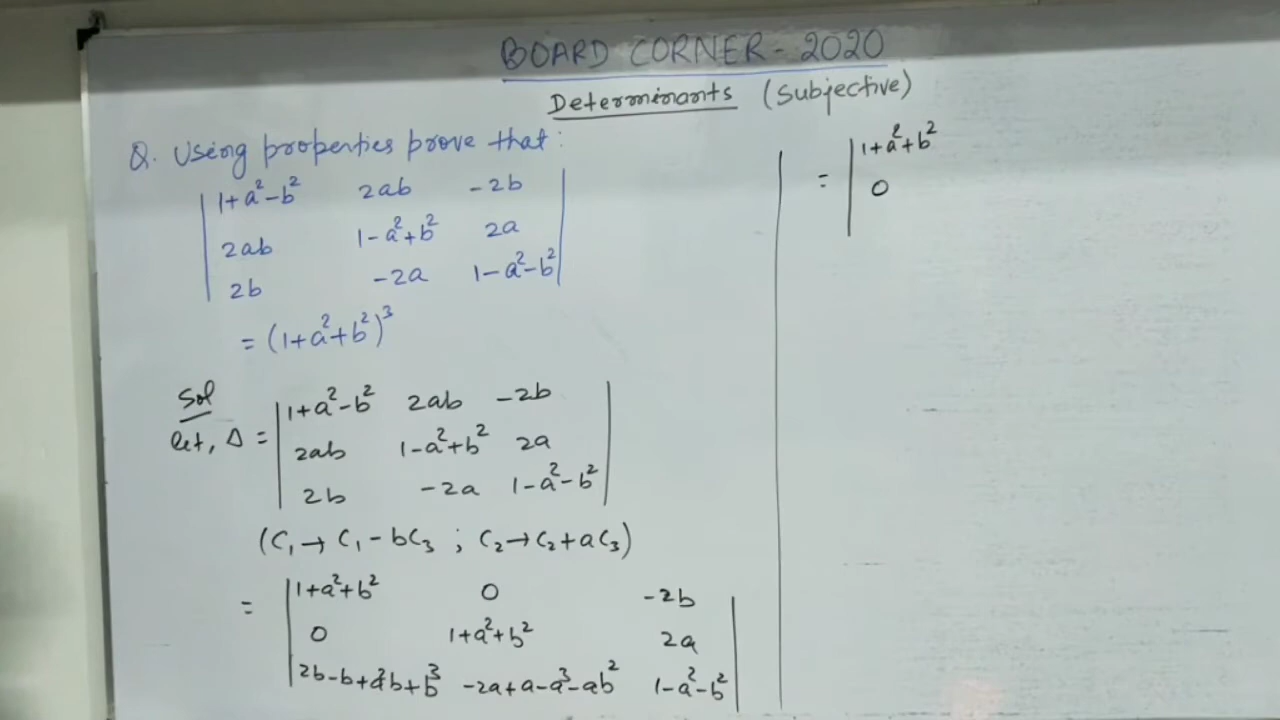 BOARD CORNER - 2020
Determinants (Subjective)
Q. Using properties prove that:
| 1+a²-b² 2ab -2b |
| 2ab 1-a²+b² 2a |
| 2b -2a 1-a²-b² |
= (1+a²+b²)³
Sol
let, Δ = | 1+a²-b² 2ab -2b |
| 2ab 1-a²+b² 2a |
| 2b -2a 1-a²-b² |
(C₁→C₁-bC₃ ; C₂→C₂+aC₃)
= | 1+a²+b² 0 -2b |
| 0 1+a²+b² 2a |
| 2b-b+a²b+b³ -2a+a-a³-ab² 1-a²-b² |
= | 1+a²+b²
| 0